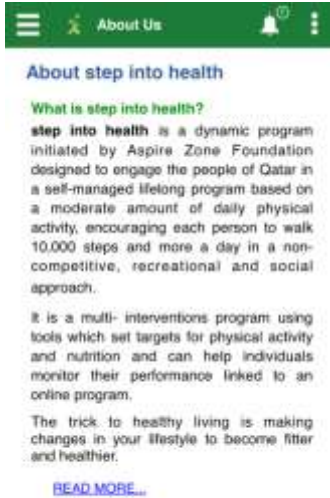 About Us
About step into health
What is step into health?
step into health is a dynamic program
initiated by Aspire Zone Foundation
designed to engage the people of Qatar in
a self-managed lifelong program based on
a moderate amount of daily physical
activity, encouraging each person to walk
10,000 steps and more a day in a non-
competitive, recreational and social
approach.
It is a multi- interventions program using
tools which set targets for physical activity
and nutrition and can help individuals
monitor their performance linked to an
online program.
The trick to healthy living is making
changes in your lifestyle to become fitter
and healthier.
READ MORE...